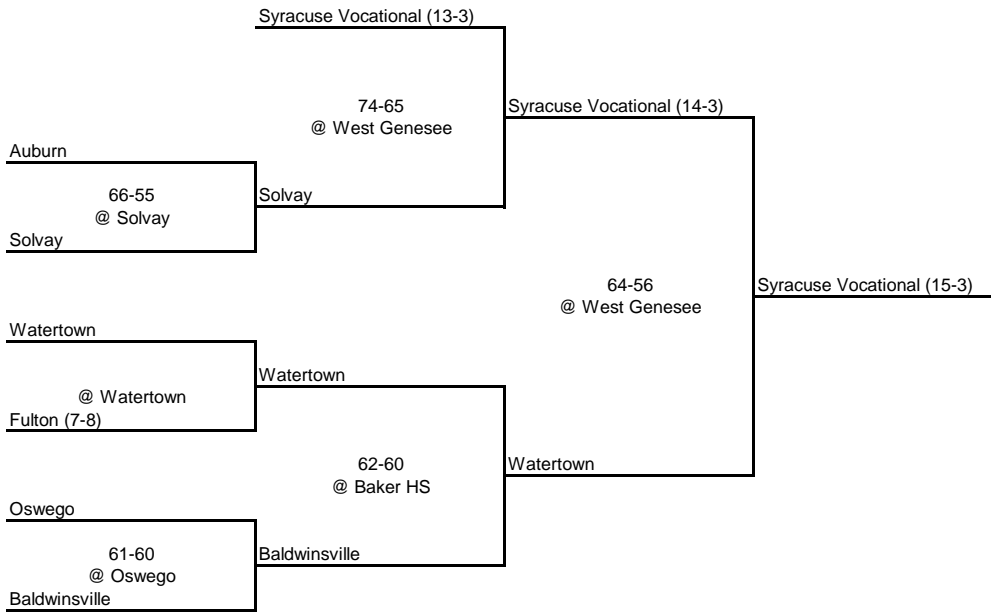 Syracuse Vocational (13-3)
74-65
@ West Genesee
Syracuse Vocational (14-3)
Auburn
66-55
@ Solvay
Solvay
Solvay
64-56
@ West Genesee
Syracuse Vocational (15-3)
Watertown
@ Watertown
Watertown
Fulton (7-8)
62-60
@ Baker HS
Watertown
Oswego
61-60
@ Oswego
Baldwinsville
Baldwinsville